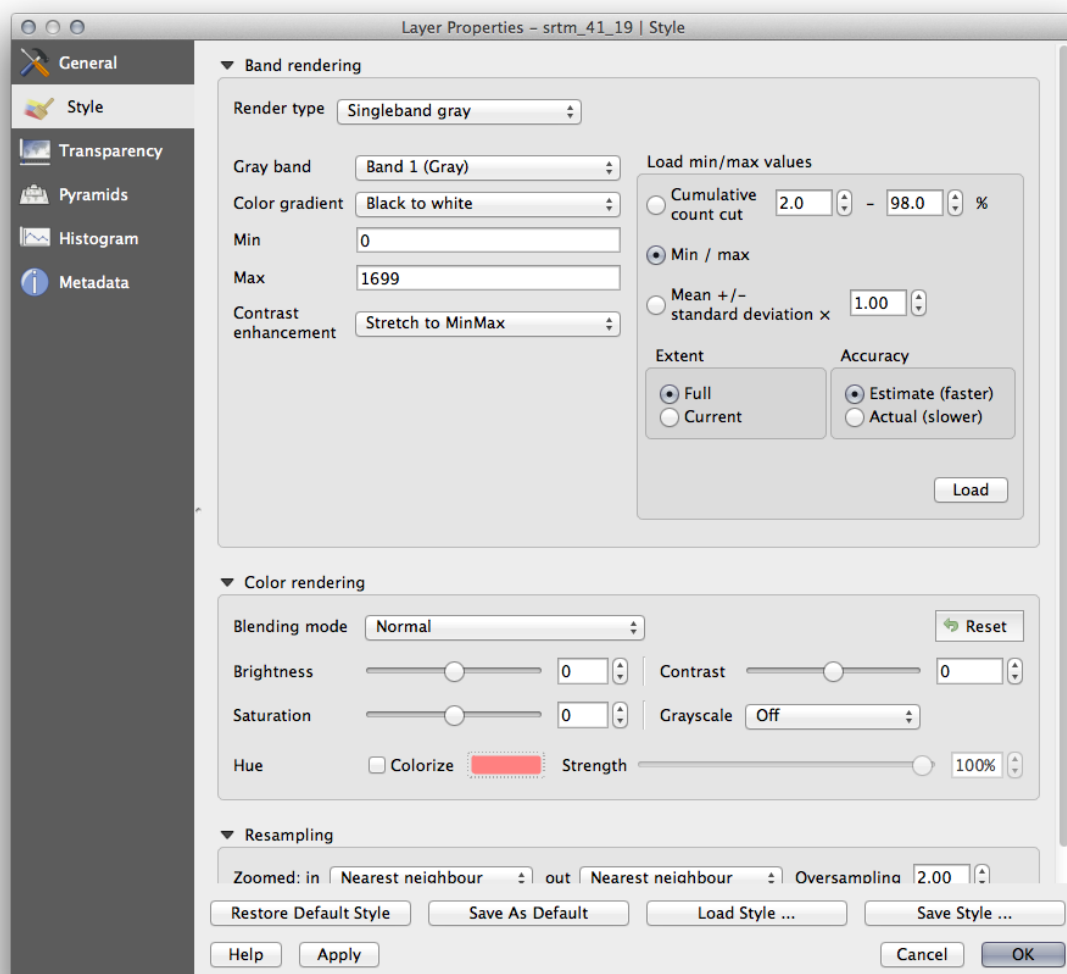 Layer Properties – srtm_41_19 | Style
General
Style
Transparency
Pyramids
Histogram
Metadata
Band rendering
Render type Singleband gray
Gray band Band 1 (Gray)
Color gradient Black to white
Min 0
Max 1699
Contrast
enhancement Stretch to MinMax
Load min/max values
Cumulative
count cut 2.0 - 98.0 %
Min / max
Mean +/-
standard deviation × 1.00
Extent
Full
Current
Accuracy
Estimate (faster)
Actual (slower)
Load
Color rendering
Blending mode Normal Reset
Brightness 0 Contrast 0
Saturation 0 Grayscale Off
Hue Colorize Strength 100%
Resampling
Zoomed: in Nearest neighbour out Nearest neighbour Oversampling 2.00
Restore Default Style Save As Default Load Style ... Save Style ...
Help Apply Cancel OK